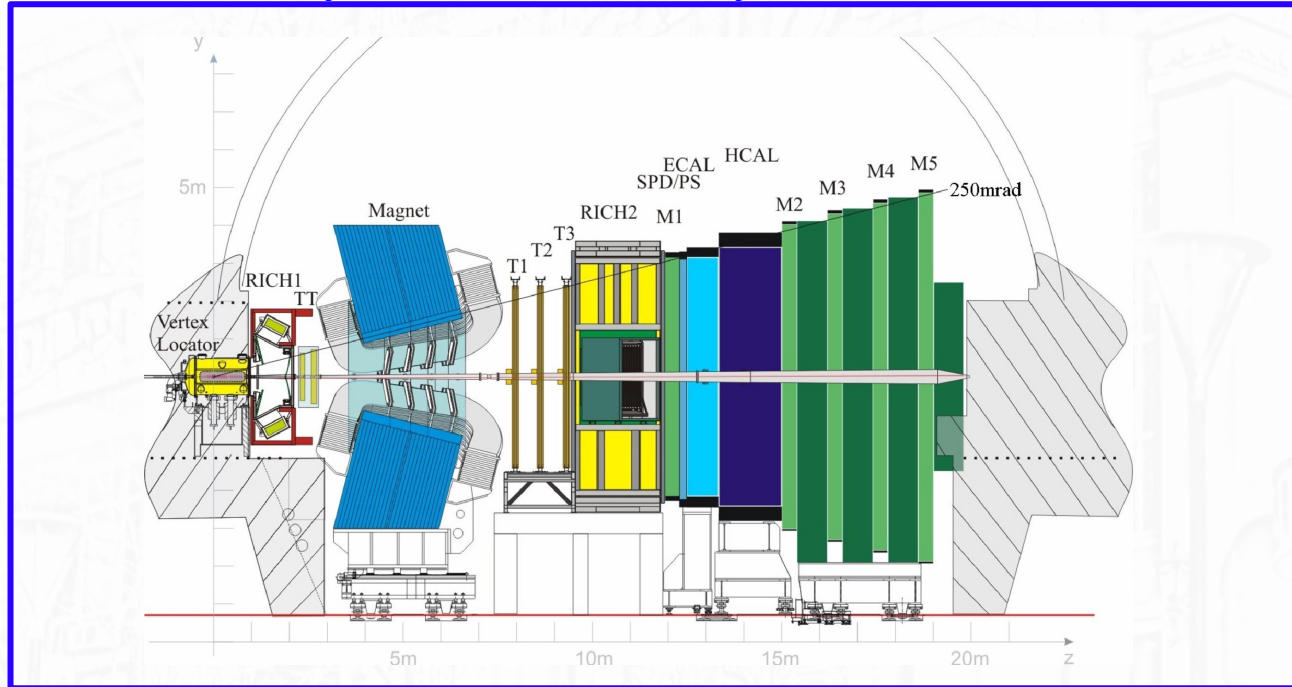 y
5m
Vertex
Locator
RICH1
TT
Magnet
T1
T2
T3
RICH2
SPD/PS
M1
ECAL
HCAL
M2
M3
M4
M5
250mrad
5m
10m
15m
20m
z